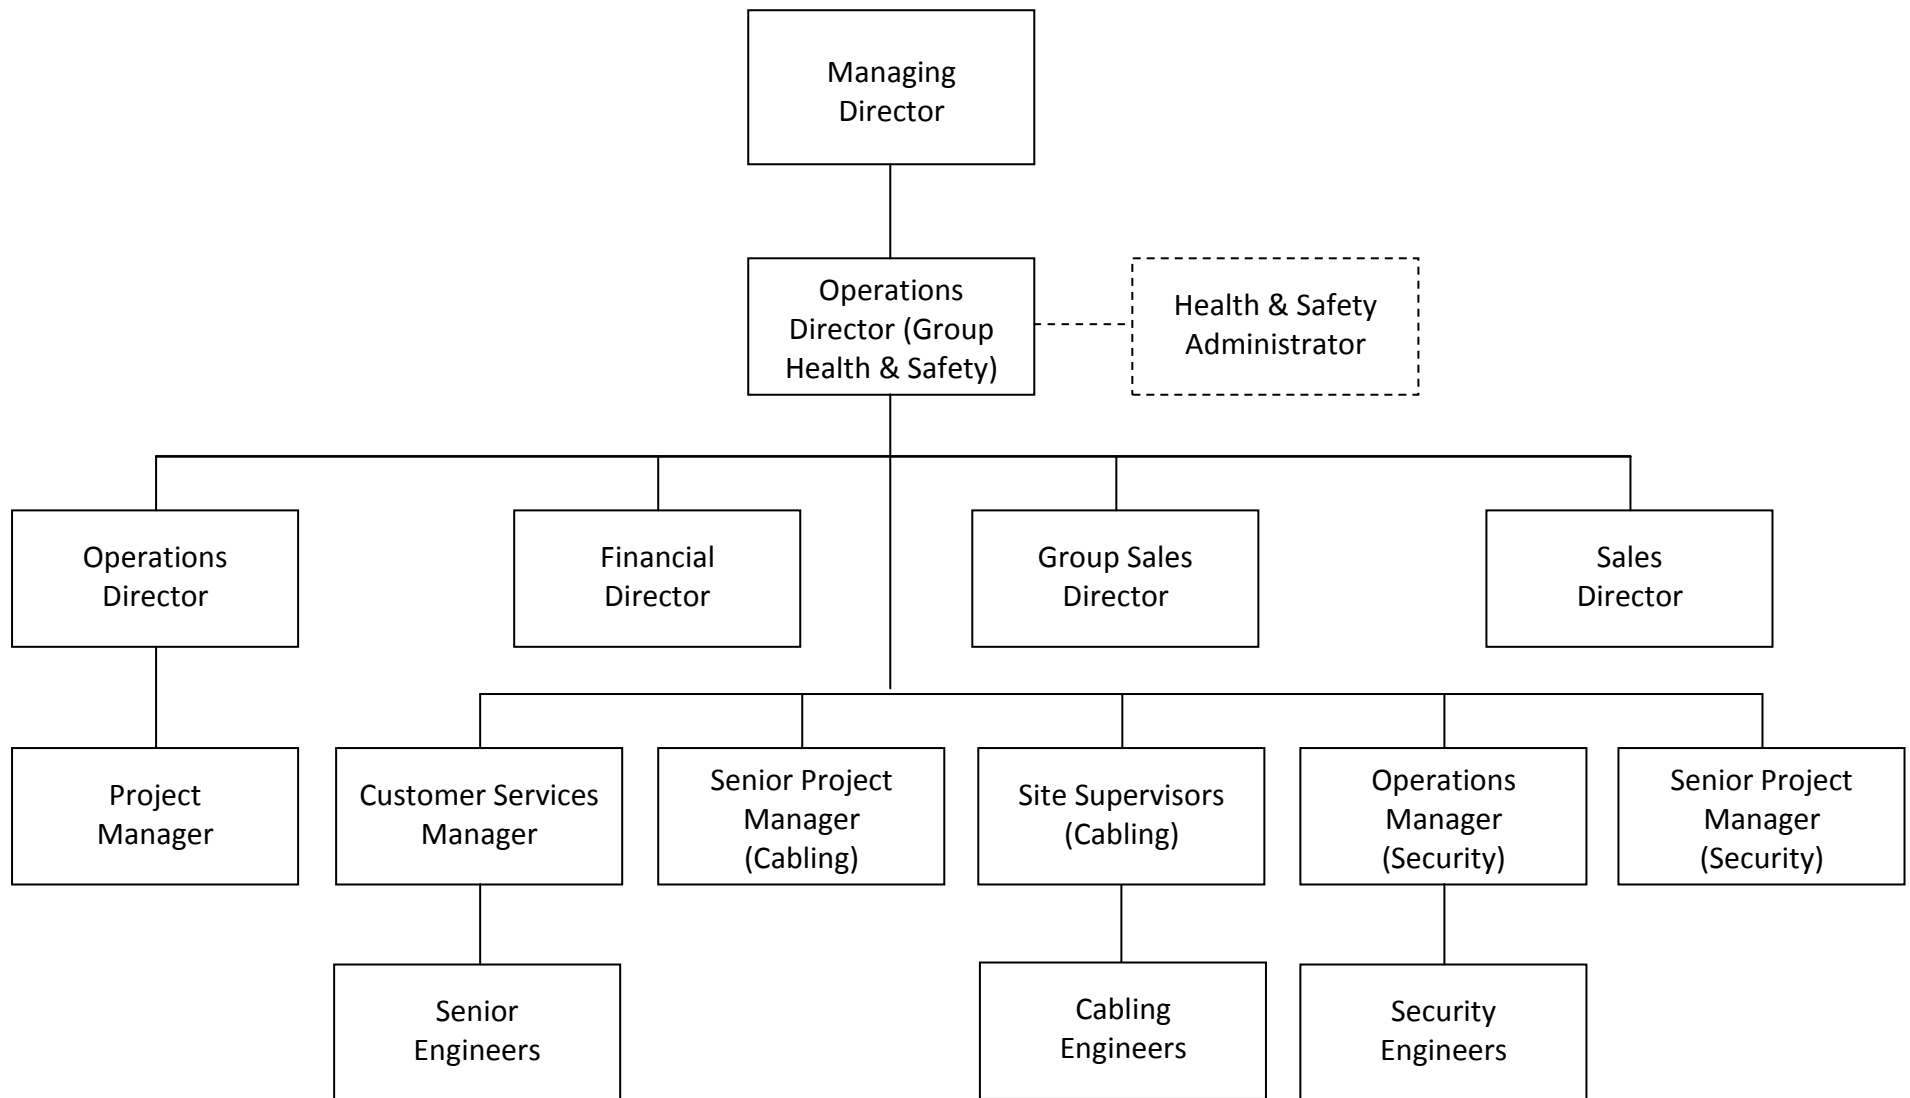 Managing
Director
Operations
Director (Group
Health & Safety)
Health & Safety
Administrator
Operations
Director
Financial
Director
Group Sales
Director
Sales
Director
Project
Manager
Customer Services
Manager
Senior Project
Manager
(Cabling)
Site Supervisors
(Cabling)
Operations
Manager
(Security)
Senior Project
Manager
(Security)
Senior
Engineers
Cabling
Engineers
Security
Engineers